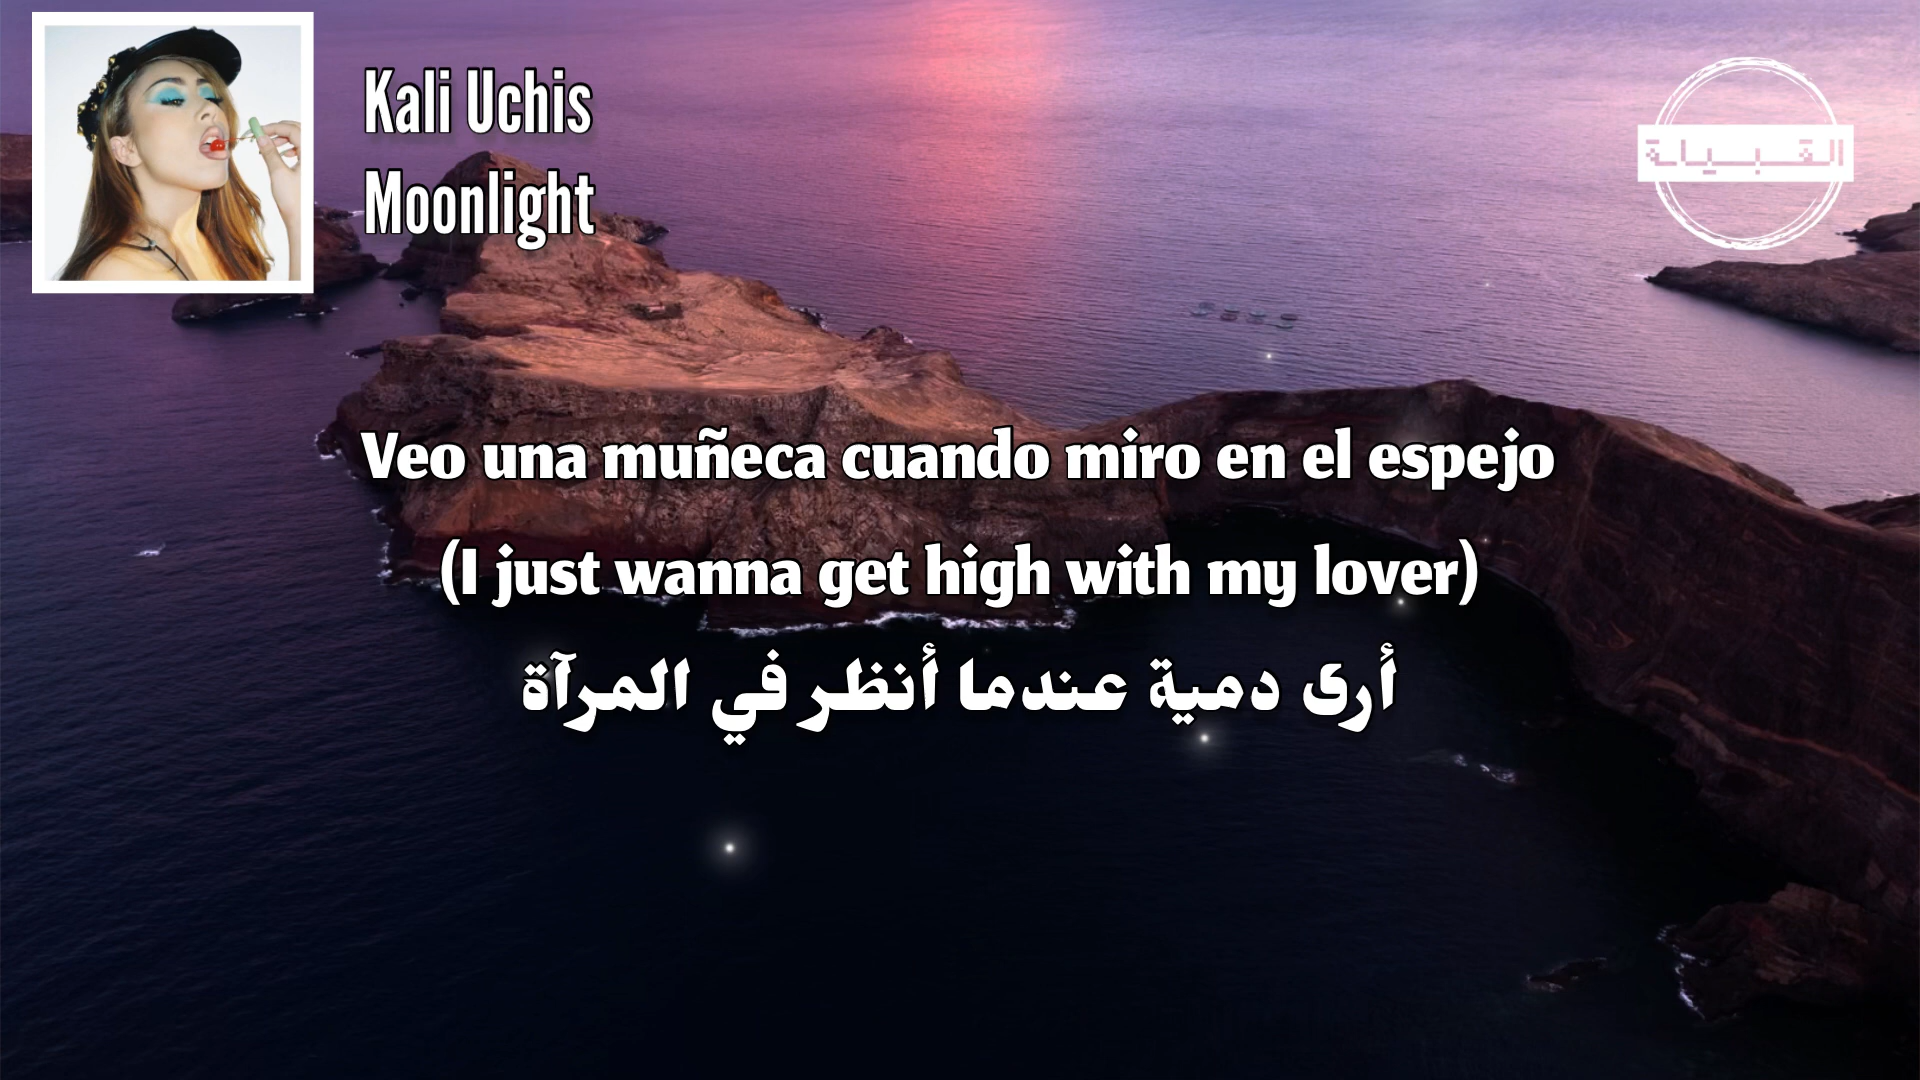 Kali Uchis
Moonlight
القبيلة
Veo una muñeca cuando miro en el espejo
(I just wanna get high with my lover)
أرى دمية عندما أنظر في المرآة